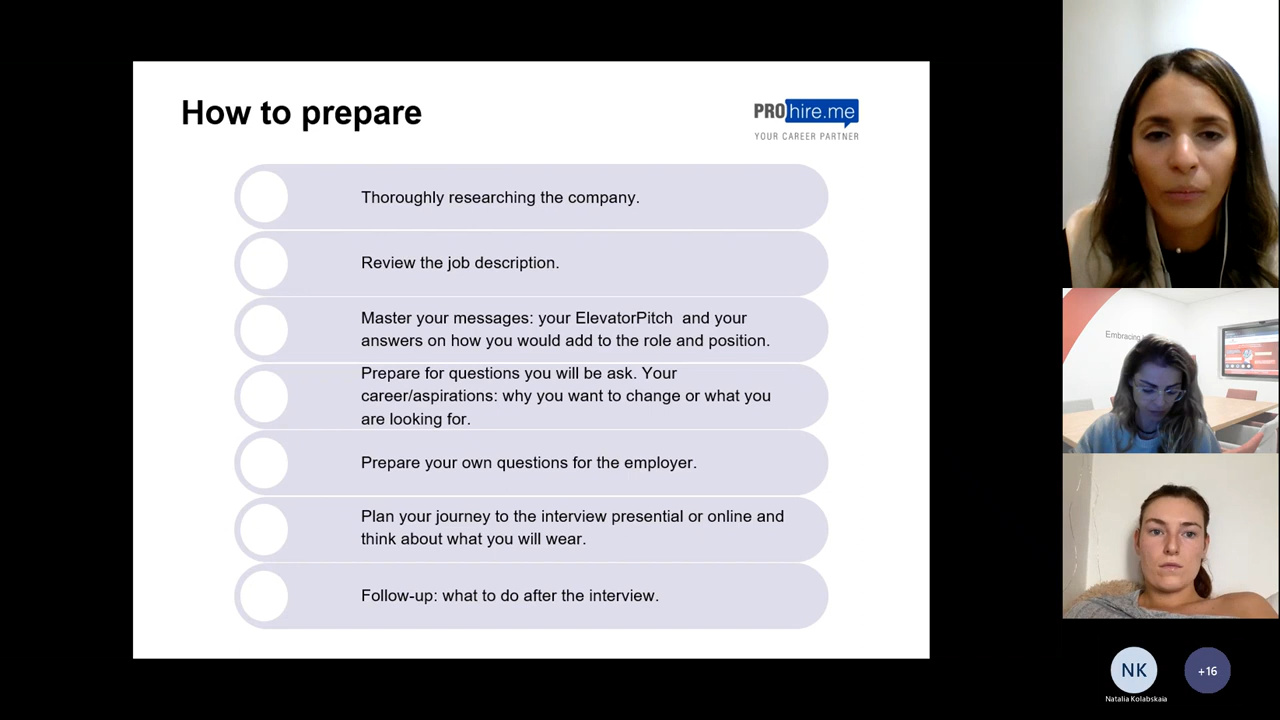 How to prepare
PROhire.me
YOUR CAREER PARTNER
Thoroughly researching the company.
Review the job description.
Master your messages: your ElevatorPitch  and your
answers on how you would add to the role and position.
Prepare for questions you will be ask. Your
career/aspirations: why you want to change or what you
are looking for.
Prepare your own questions for the employer.
Plan your journey to the interview presential or online and
think about what you will wear.
Follow-up: what to do after the interview.
Embracing
NK
+16
Natalia Kolabskaia